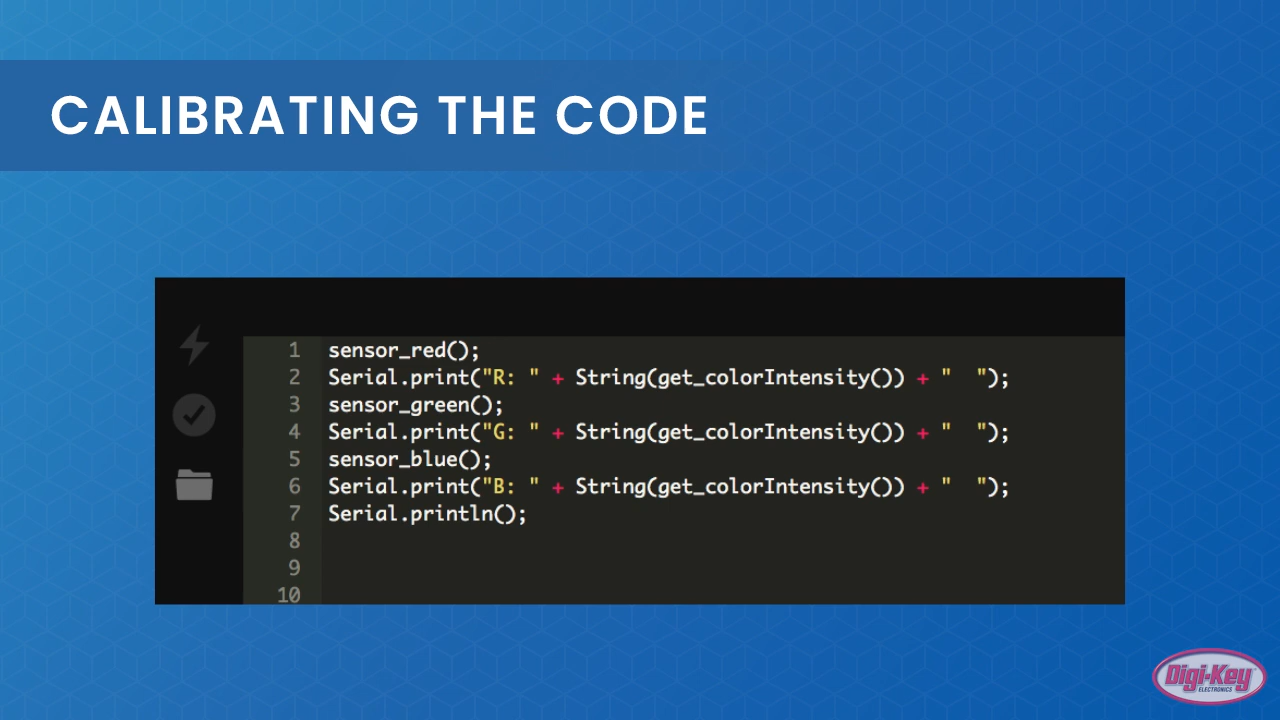 CALIBRATING THE CODE
1 sensor_red();
2 Serial.print("R: " + String(get_colorIntensity()) + "  ");
3 sensor_green();
4 Serial.print("G: " + String(get_colorIntensity()) + "  ");
5 sensor_blue();
6 Serial.print("B: " + String(get_colorIntensity()) + "  ");
7 Serial.println();
8
9
10
Digi-Key
ELECTRONICS